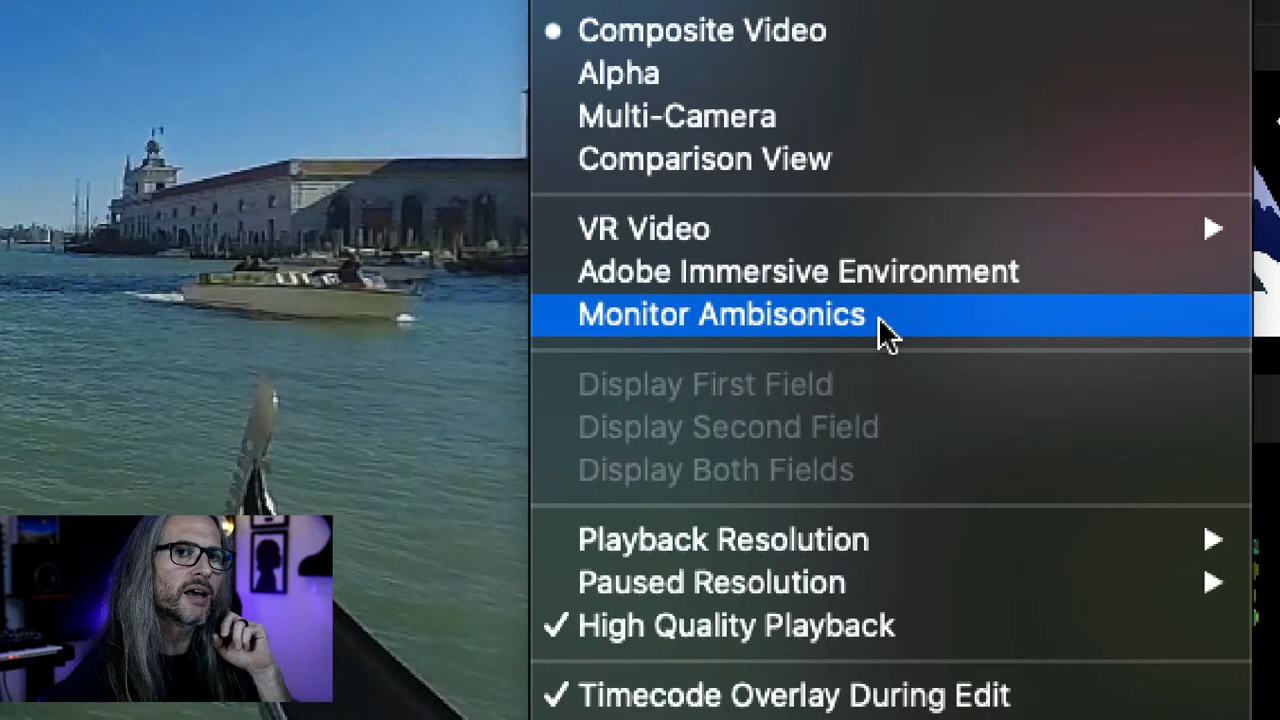 Composite Video
Alpha
Multi-Camera
Comparison View
VR Video
Adobe Immersive Environment
Monitor Ambisonics
Display First Field
Display Second Field
Display Both Fields
Playback Resolution
Paused Resolution
High Quality Playback
Timecode Overlay During Edit